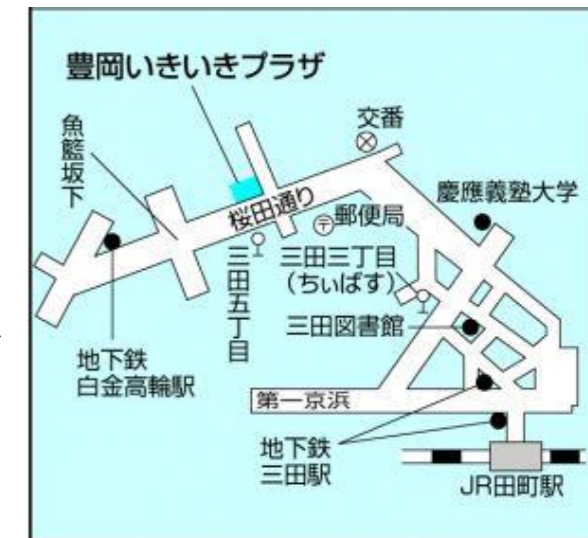 豊岡いきいきプラザ
交番
魚籃坂下
慶應義塾大学
桜田通り
〒郵便局
三田五丁目
三田三丁目
(ちぃばす)
三田図書館
地下鉄
白金高輪駅
第一京浜
地下鉄
三田駅
JR田町駅